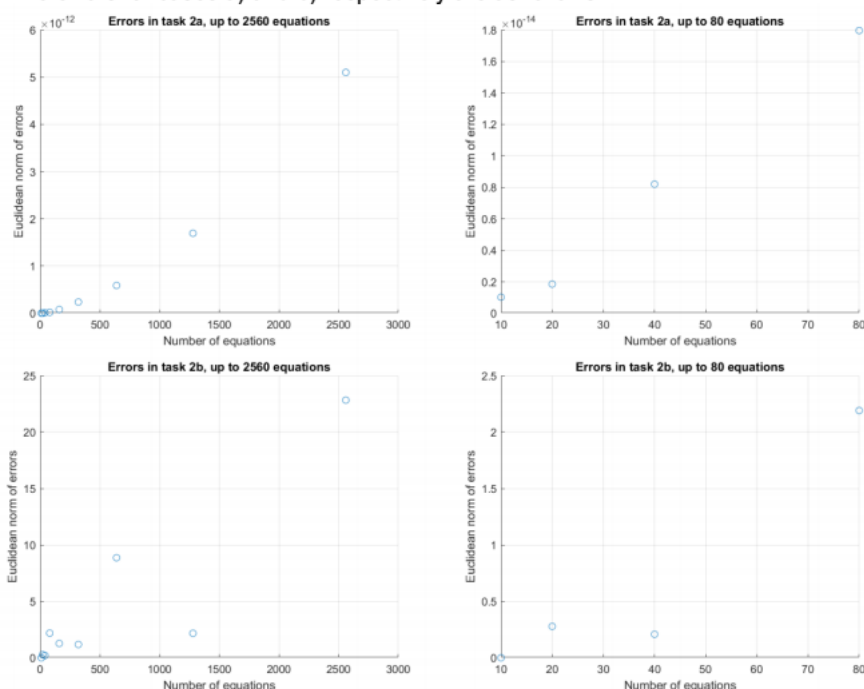 Errors in task 2a, up to 2560 equations
×10⁻¹²
6
5
4
3
2
1
0
Euclidean norm of errors
0 500 1000 1500 2000 2500 3000
Number of equations
Errors in task 2a, up to 80 equations
×10⁻¹⁴
1.8
1.6
1.4
1.2
1
0.8
0.6
0.4
0.2
0
Euclidean norm of errors
10 20 30 40 50 60 70 80
Number of equations
Errors in task 2b, up to 2560 equations
25
20
15
10
5
0
Euclidean norm of errors
0 500 1000 1500 2000 2500 3000
Number of equations
Errors in task 2b, up to 80 equations
2.5
2
1.5
1
0.5
0
Euclidean norm of errors
10 20 30 40 50 60 70 80
Number of equations